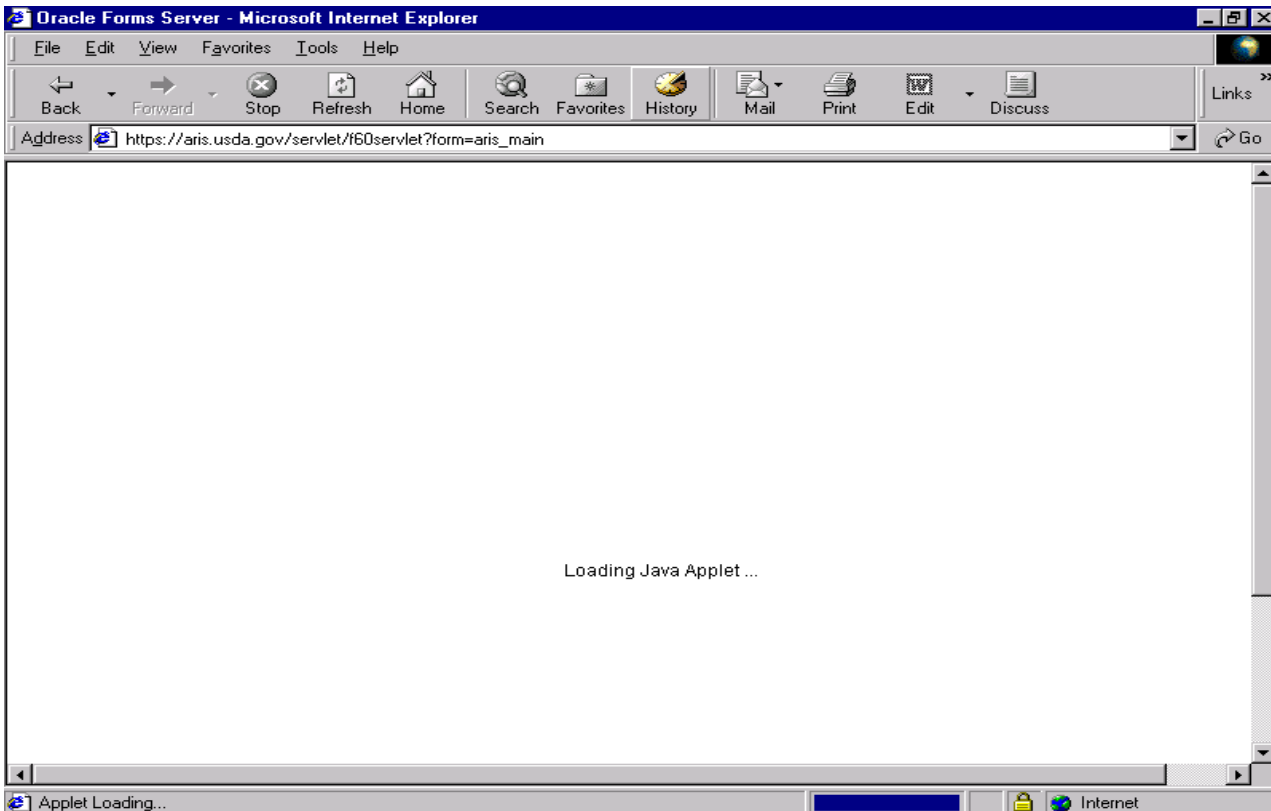 Oracle Forms Server - Microsoft Internet Explorer
File Edit View Favorites Tools Help
Back Forward Stop Refresh Home Search Favorites History Mail Print Edit Discuss Links »
Address https://aris.usda.gov/servlet/f60servlet?form=aris_main Go
Loading Java Applet ...
Applet Loading... Internet